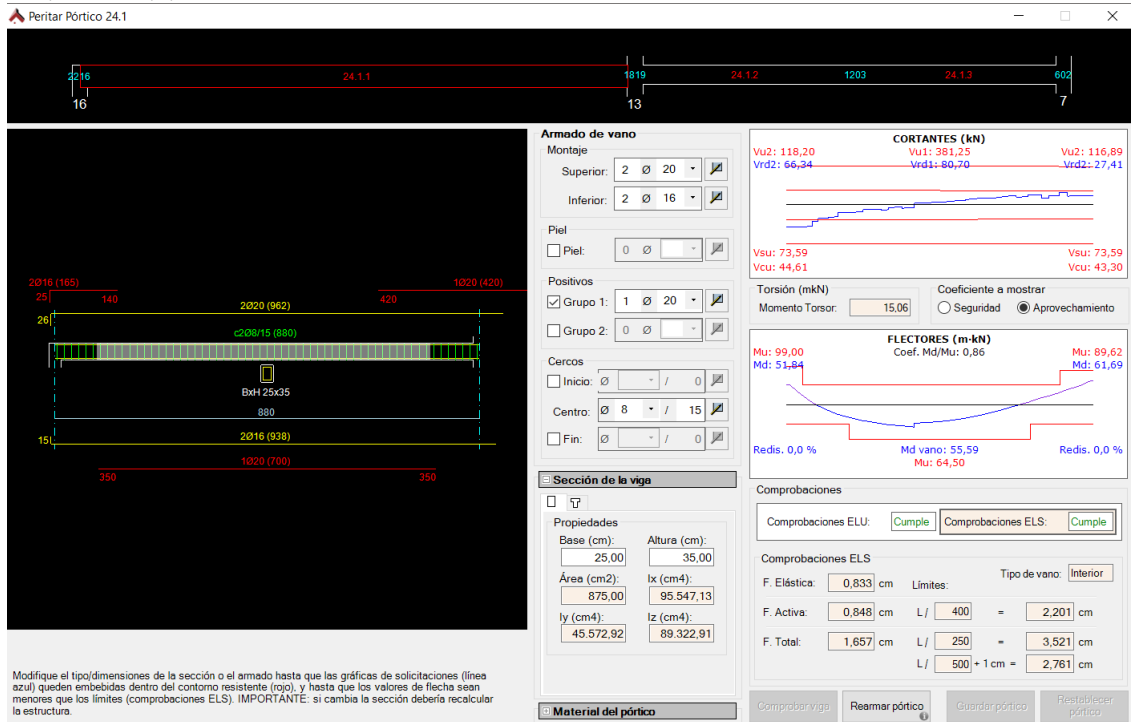 Peritar Pórtico 24.1
2216 24.1.1 1819 24.1.2 1203 24.1.3 602
16 13 7
2Ø16 (165) 1Ø20 (420)
25 140 420
2Ø20 (962)
26
c2Ø8/15 (880)
BxH 25x35
880
15 2Ø16 (938)
1Ø20 (700)
350 350
Modifique el tipo/dimensiones de la sección o el armado hasta que las gráficas de solicitaciones (línea
azul) queden embebidas dentro del contorno resistente (rojo), y hasta que los valores de flecha sean
menores que los límites (comprobaciones ELS). IMPORTANTE: si cambia la sección debería recalcular
la estructura.
Armado de vano
Montaje
Superior: 2 Ø 20
Inferior: 2 Ø 16
Piel
Piel: 0 Ø
Positivos
Grupo 1: 1 Ø 20
Grupo 2: 0 Ø
Cercos
Inicio: Ø / 0
Centro: Ø 8 / 15
Fin: Ø / 0
Sección de la viga
Propiedades
Base (cm): Altura (cm):
25,00 35,00
Área (cm2): Ix (cm4):
875,00 95.547,13
Iy (cm4): Iz (cm4):
45.572,92 89.322,91
Material del pórtico
CORTANTES (kN)
Vu2: 118,20 Vu1: 381,25 Vu2: 116,89
Vrd2: 66,34 Vrd1: 80,70 Vrd2: 27,41
Vsu: 73,59 Vsu: 73,59
Vcu: 44,61 Vcu: 43,30
Torsión (mkN) Coeficiente a mostrar
Momento Torsor: 15,06 Seguridad Aprovechamiento
FLECTORES (m·kN)
Mu: 99,00 Coef. Md/Mu: 0,86 Mu: 89,62
Md: 51,84 Md: 61,69
Redis. 0,0 % Md vano: 55,59 Redis. 0,0 %
Mu: 64,50
Comprobaciones
Comprobaciones ELU: Cumple Comprobaciones ELS: Cumple
Comprobaciones ELS
Tipo de vano: Interior
F. Elástica: 0,833 cm Límites:
F. Activa: 0,848 cm L / 400 = 2,201 cm
F. Total: 1,657 cm L / 250 = 3,521 cm
L / 500 + 1 cm = 2,761 cm
Comprobar viga Rearmar pórtico Guardar pórtico Restablecer
pórtico